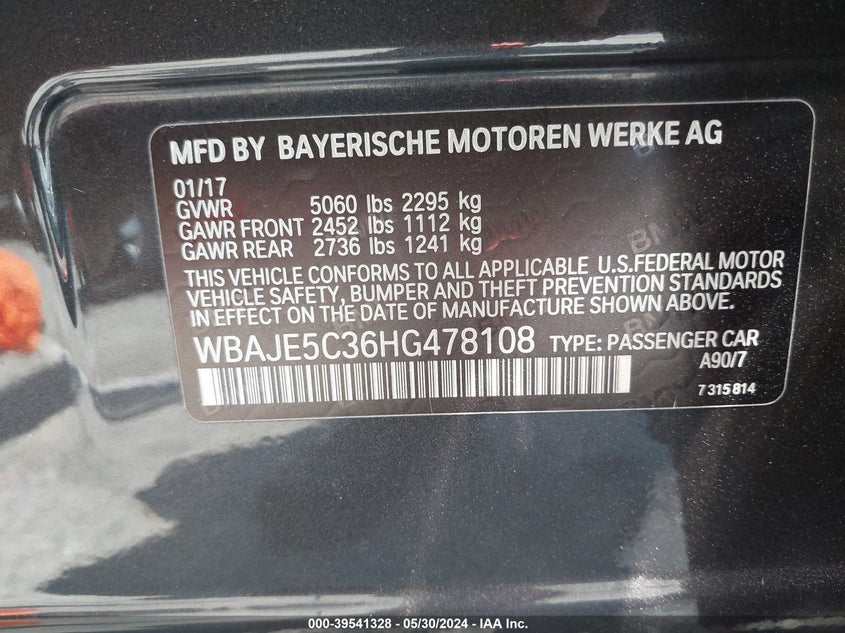 MFD BY BAYERISCHE MOTOREN WERKE AG
01/17
GVWR 5060 lbs 2295 kg
GAWR FRONT 2452 lbs 1112 kg
GAWR REAR 2736 lbs 1241 kg
THIS VEHICLE CONFORMS TO ALL APPLICABLE U.S.FEDERAL MOTOR
VEHICLE SAFETY, BUMPER AND THEFT PREVENTION STANDARDS
IN EFFECT ON THE DATE OF MANUFACTURE SHOWN ABOVE.
WBAJE5C36HG478108 TYPE: PASSENGER CAR
A90/7
7 315 814
000-39541328 - 05/30/2024 - IAA Inc.